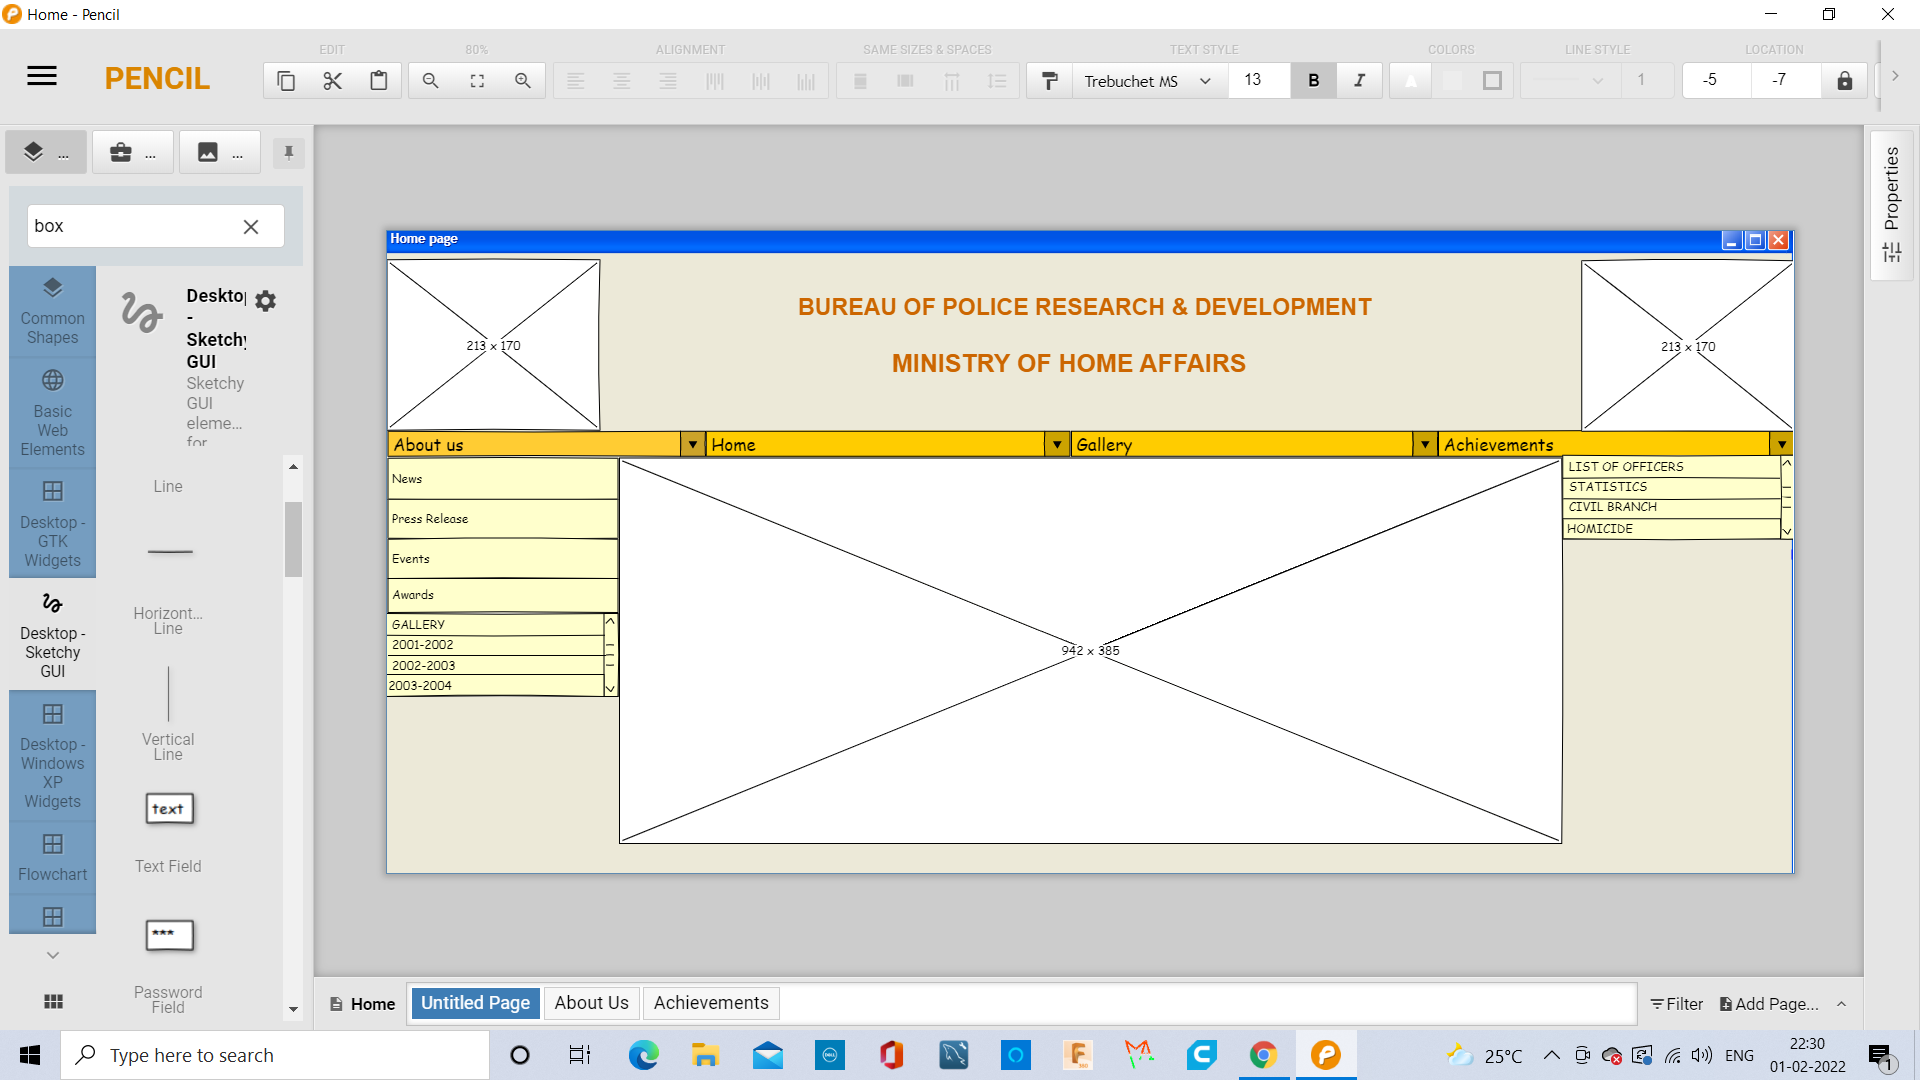 Home - Pencil
EDIT
80%
ALIGNMENT
SAME SIZES & SPACES
TEXT STYLE
COLORS
LINE STYLE
LOCATION
PENCIL
Trebuchet MS
13
B
I
A
1
-5
-7
...
...
...
Properties
box
Common
Shapes
Basic
Web
Elements
Desktop -
GTK
Widgets
Desktop -
Sketchy
GUI
Desktop -
Windows
XP
Widgets
Flowchart
Desktop
-
Sketchy
GUI
Sketchy
GUI
eleme...
for
Line
Horizont...
Line
Vertical
Line
text
Text Field
***
Password
Field
Home page
BUREAU OF POLICE RESEARCH & DEVELOPMENT
MINISTRY OF HOME AFFAIRS
213 x 170
213 x 170
About us
Home
Gallery
Achievements
News
Press Release
Events
Awards
GALLERY
2001-2002
2002-2003
2003-2004
942 x 385
LIST OF OFFICERS
STATISTICS
CIVIL BRANCH
HOMICIDE
Home
Untitled Page
About Us
Achievements
Filter
Add Page...
Type here to search
DELL
25°C
ENG
22:30
01-02-2022
1